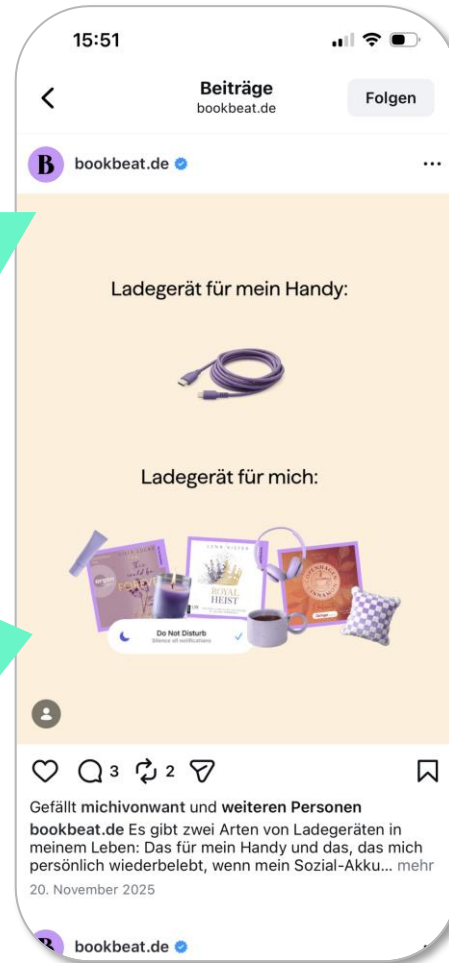 15:51
Beiträge
bookbeat.de
Folgen
B bookbeat.de
Ladegerät für mein Handy:
Ladegerät für mich:
ROYAL
HEIST
COPENHAGEN
CINNAMON
Do Not Disturb
Silence all notifications
3 2
Gefällt michivonwant und weiteren Personen
bookbeat.de Es gibt zwei Arten von Ladegeräten in
meinem Leben: Das für mein Handy und das, das mich
persönlich wiederbelebt, wenn mein Sozial-Akku... mehr
20. November 2025
B bookbeat.de